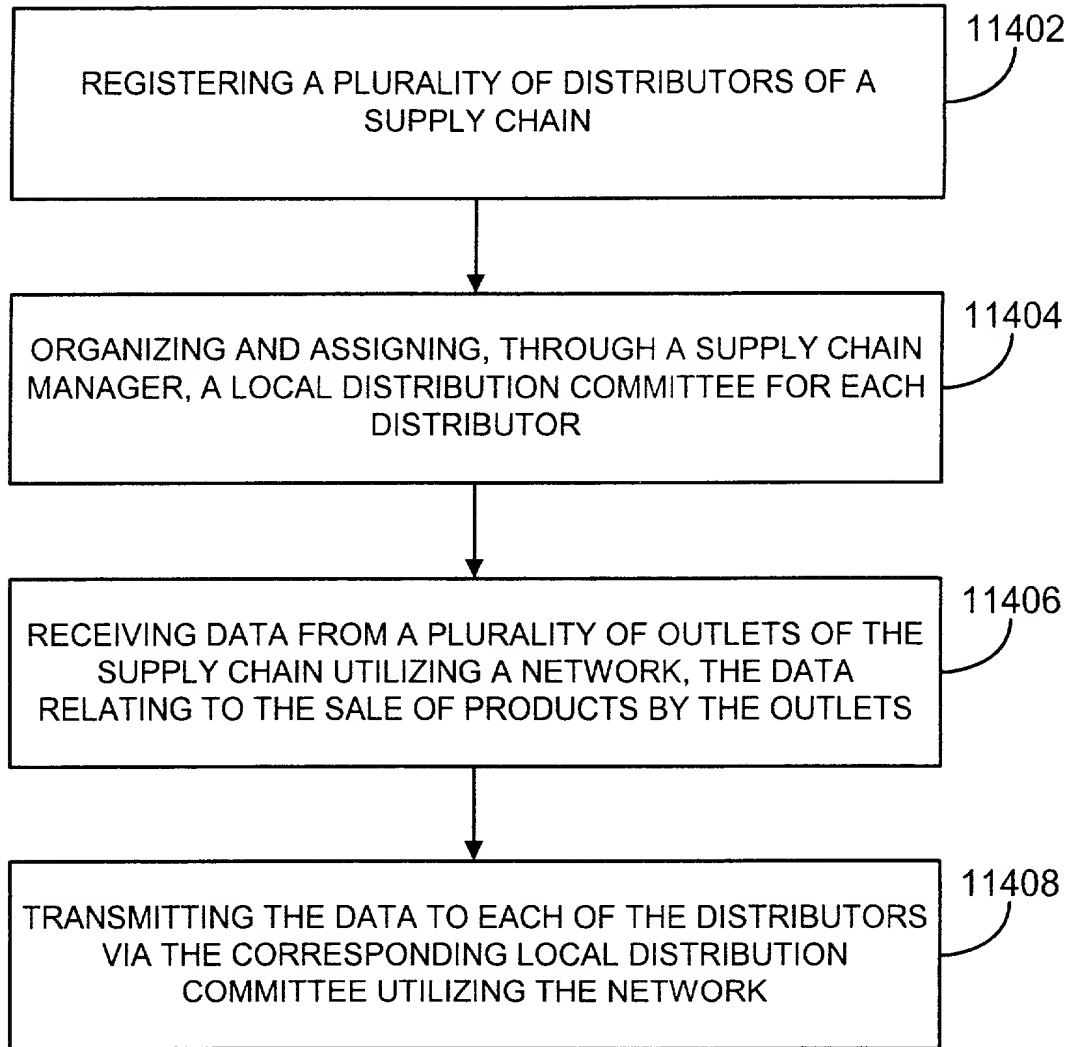 11402
REGISTERING A PLURALITY OF DISTRIBUTORS OF A
SUPPLY CHAIN
11404
ORGANIZING AND ASSIGNING, THROUGH A SUPPLY CHAIN
MANAGER, A LOCAL DISTRIBUTION COMMITTEE FOR EACH
DISTRIBUTOR
11406
RECEIVING DATA FROM A PLURALITY OF OUTLETS OF THE
SUPPLY CHAIN UTILIZING A NETWORK, THE DATA
RELATING TO THE SALE OF PRODUCTS BY THE OUTLETS
11408
TRANSMITTING THE DATA TO EACH OF THE DISTRIBUTORS
VIA THE CORRESPONDING LOCAL DISTRIBUTION
COMMITTEE UTILIZING THE NETWORK